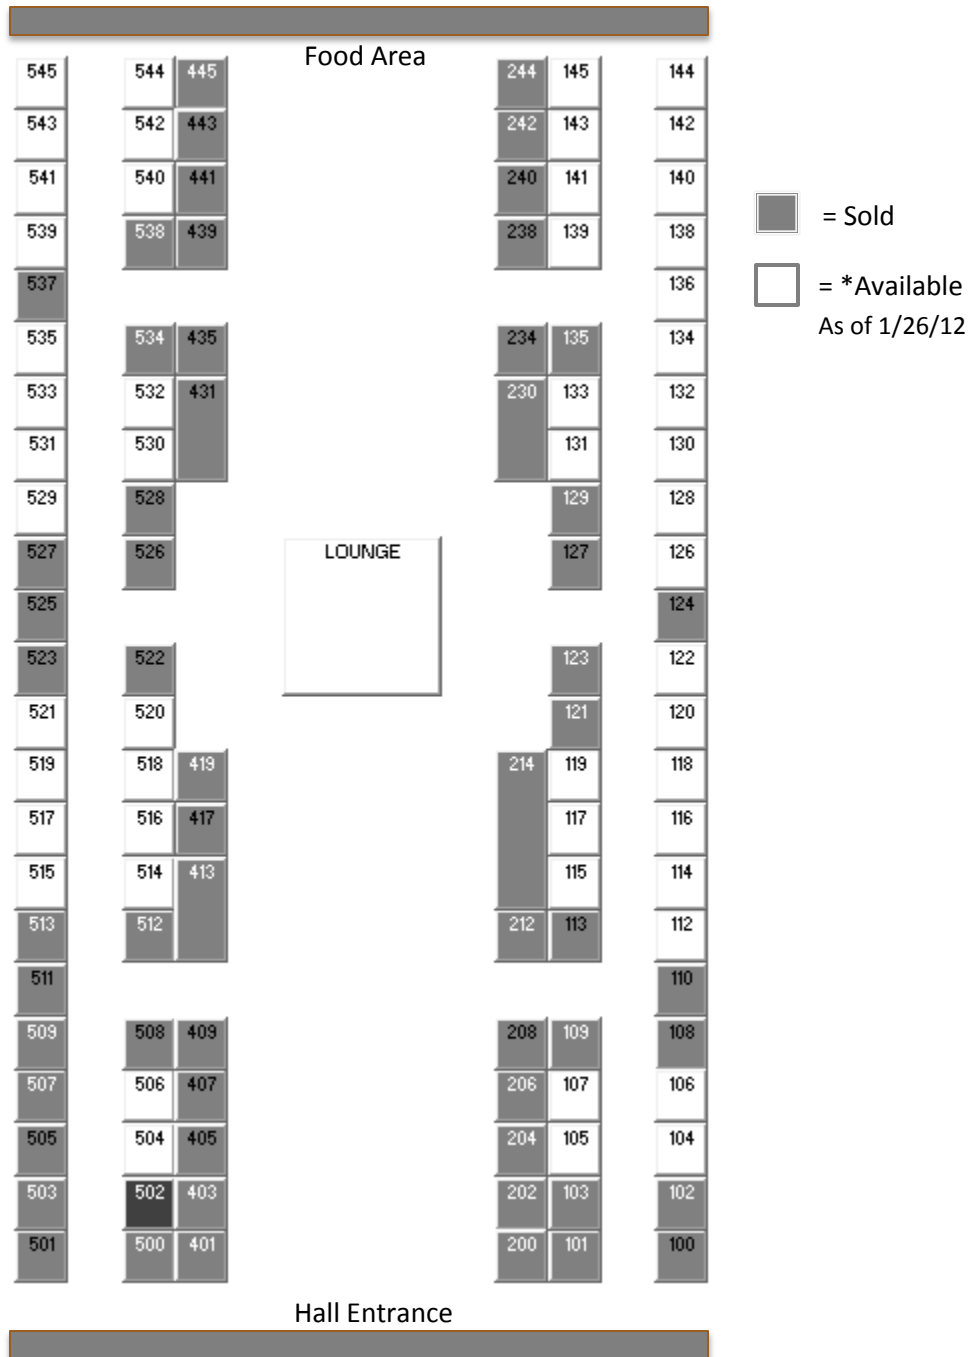 Food Area
545 544 445 244 145 144
543 542 443 242 143 142
541 540 441 240 141 140
= Sold
539 538 439 238 139 138
537 136
= *Available
As of 1/26/12
535 534 435 234 135 134
533 532 431 230 133 132
531 530 131 130
529 528 129 128
527 526 LOUNGE 127 126
525 124
523 522 123 122
521 520 121 120
519 518 419 214 119 118
517 516 417 117 116
515 514 413 115 114
513 512 212 113 112
511 110
509 508 409 208 109 108
507 506 407 206 107 106
505 504 405 204 105 104
503 502 403 202 103 102
501 500 401 200 101 100
Hall Entrance